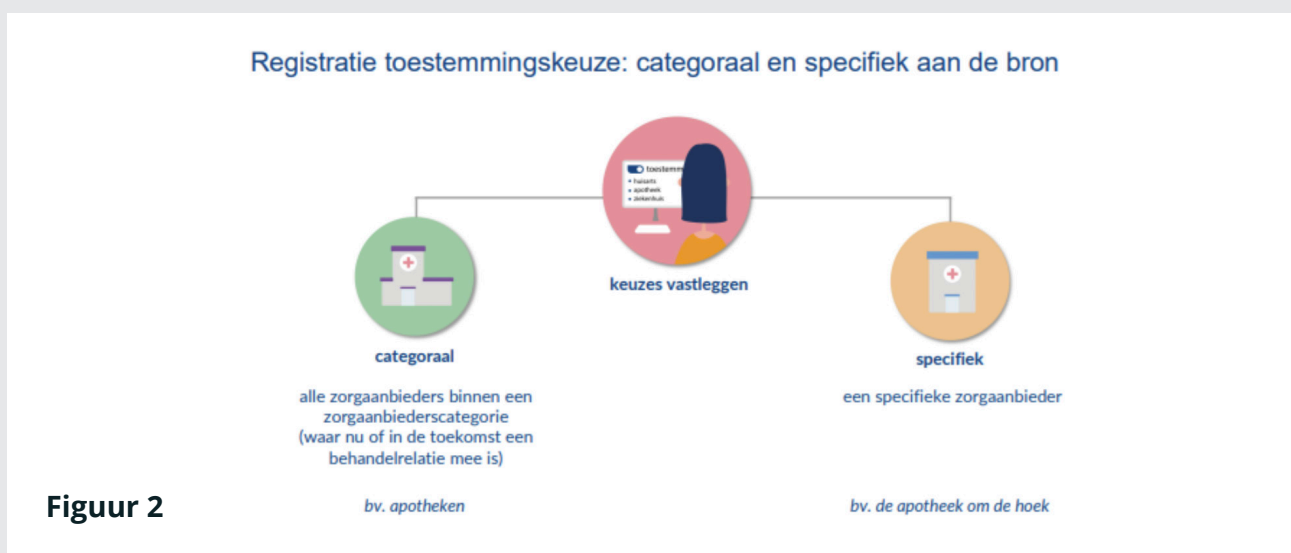 Registratie toestemmingskeuze: categoraal en specifiek aan de bron
toestemm
• huisarts
• apotheek
• ziekenhuis
keuzes vastleggen
categoraal
alle zorgaanbieders binnen een
zorgaanbiederscategorie
(waar nu of in de toekomst een
behandelrelatie mee is)
bv. apotheken
specifiek
een specifieke zorgaanbieder
bv. de apotheek om de hoek
Figuur 2